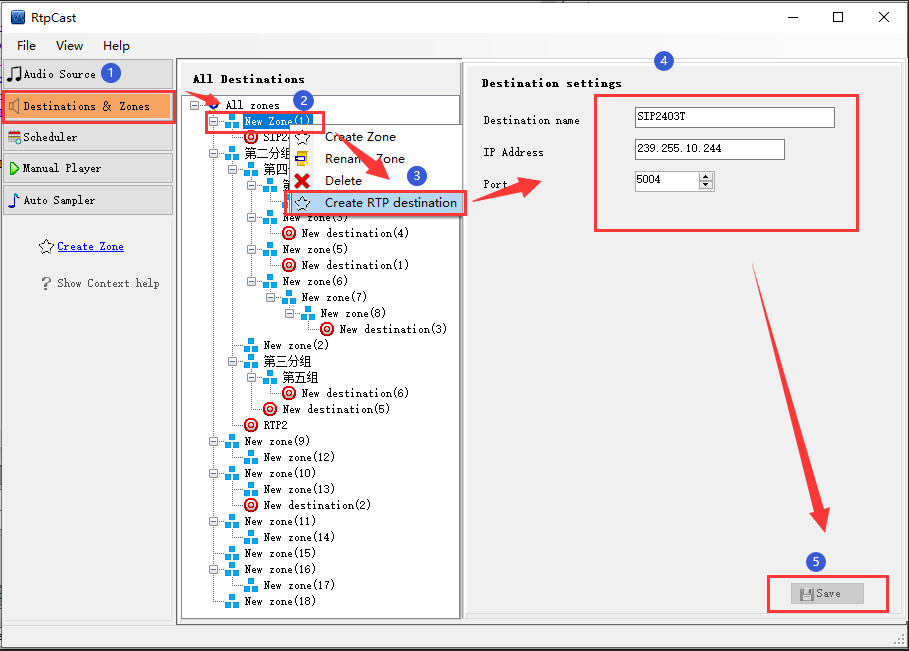 RtpCast
File View Help
Audio Source 1
Destinations & Zones
Scheduler
Manual Player
Auto Sampler
Create Zone
Show Context help
All Destinations
All zones 2
New Zone(1)
SIP2
第二分组
第四
第
New zone(3)
New destination(4)
New zone(5)
New destination(1)
New zone(6)
New zone(7)
New zone(8)
New destination(3)
New zone(2)
第三分组
第五组
New destination(6)
New destination(5)
RTP2
New zone(9)
New zone(12)
New zone(10)
New zone(13)
New destination(2)
New zone(11)
New zone(14)
New zone(15)
New zone(16)
New zone(17)
New zone(18)
Create Zone
Rename Zone
Delete 3
Create RTP destination
4
Destination settings
Destination name SIP2403T
IP Address 239.255.10.244
Port 5004
5
Save